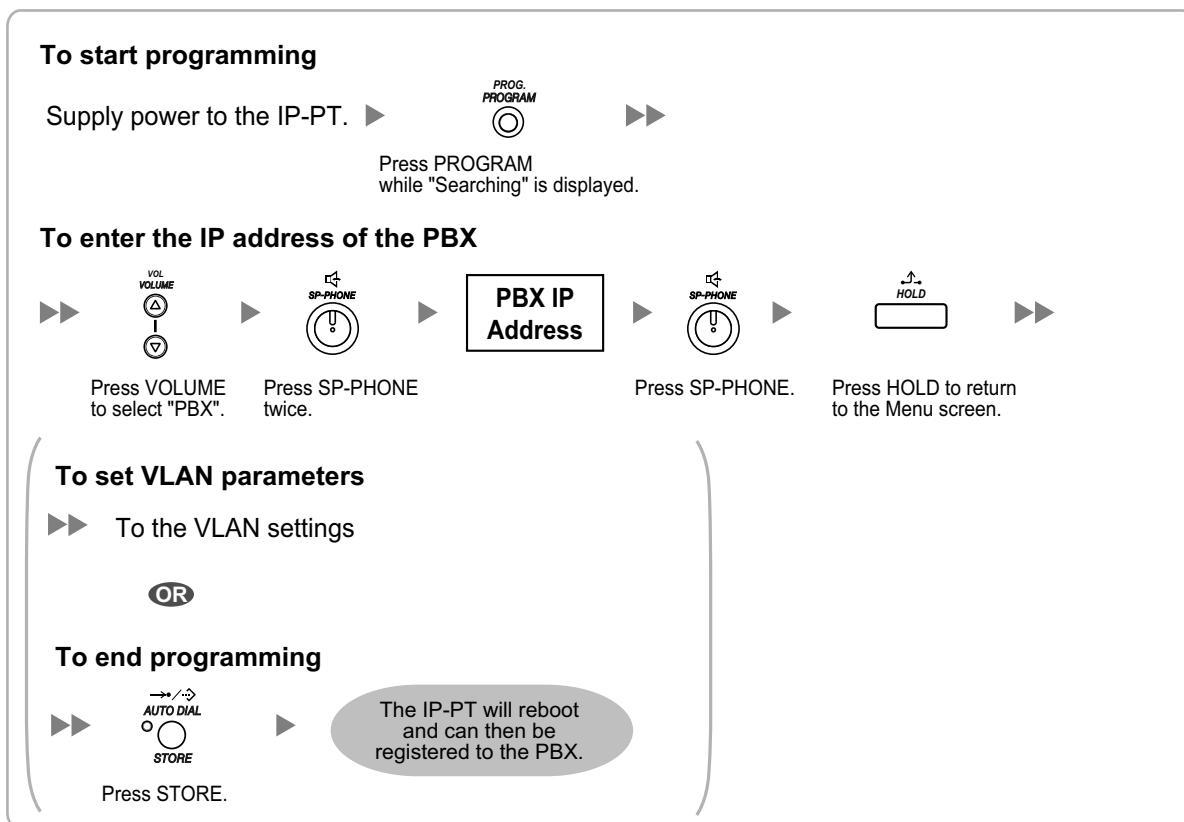 To start programming
PROG.
PROGRAM
Supply power to the IP-PT.
Press PROGRAM
while "Searching" is displayed.
To enter the IP address of the PBX
VOL
VOLUME
SP-PHONE
PBX IP
Address
SP-PHONE
HOLD
Press VOLUME
to select "PBX".
Press SP-PHONE
twice.
Press SP-PHONE.
Press HOLD to return
to the Menu screen.
To set VLAN parameters
To the VLAN settings
OR
To end programming
AUTO DIAL
STORE
The IP-PT will reboot
and can then be
registered to the PBX.
Press STORE.